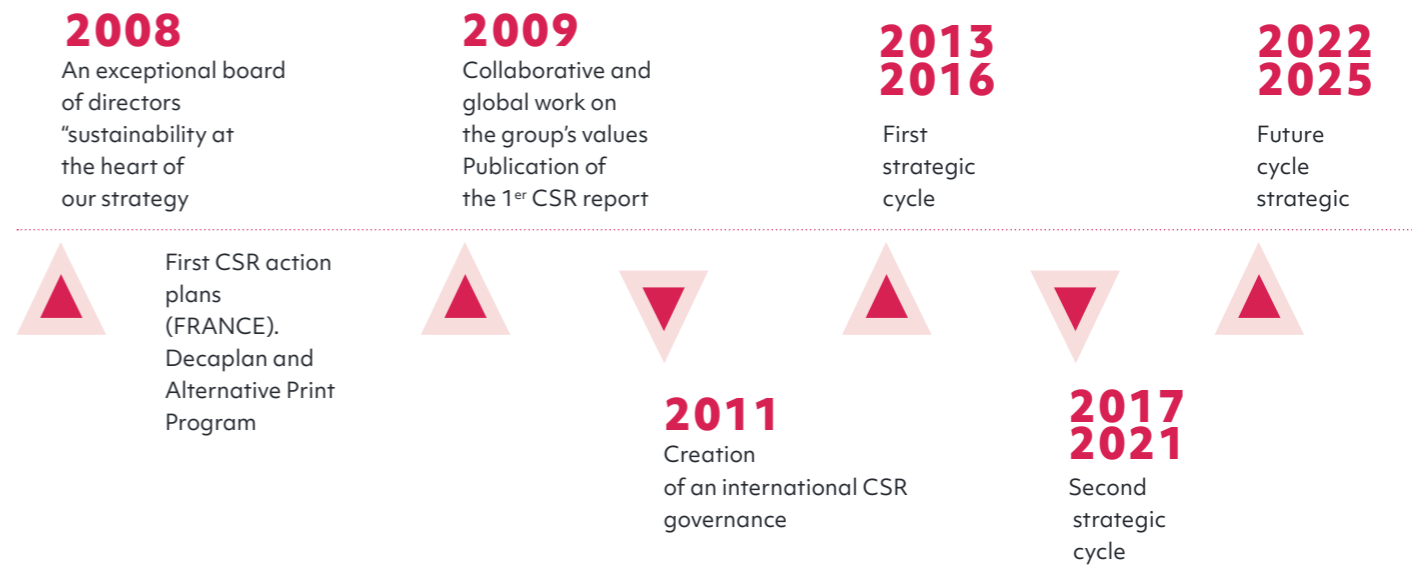 2008
An exceptional board
of directors
“sustainability at
the heart of
our strategy
First CSR action
plans
(FRANCE).
Decaplan and
Alternative Print
Program
2009
Collaborative and
global work on
the group’s values
Publication of
the 1er CSR report
2011
Creation
of an international CSR
governance
2013
2016
First
strategic
cycle
2017
2021
Second
strategic
cycle
2022
2025
Future
cycle
strategic